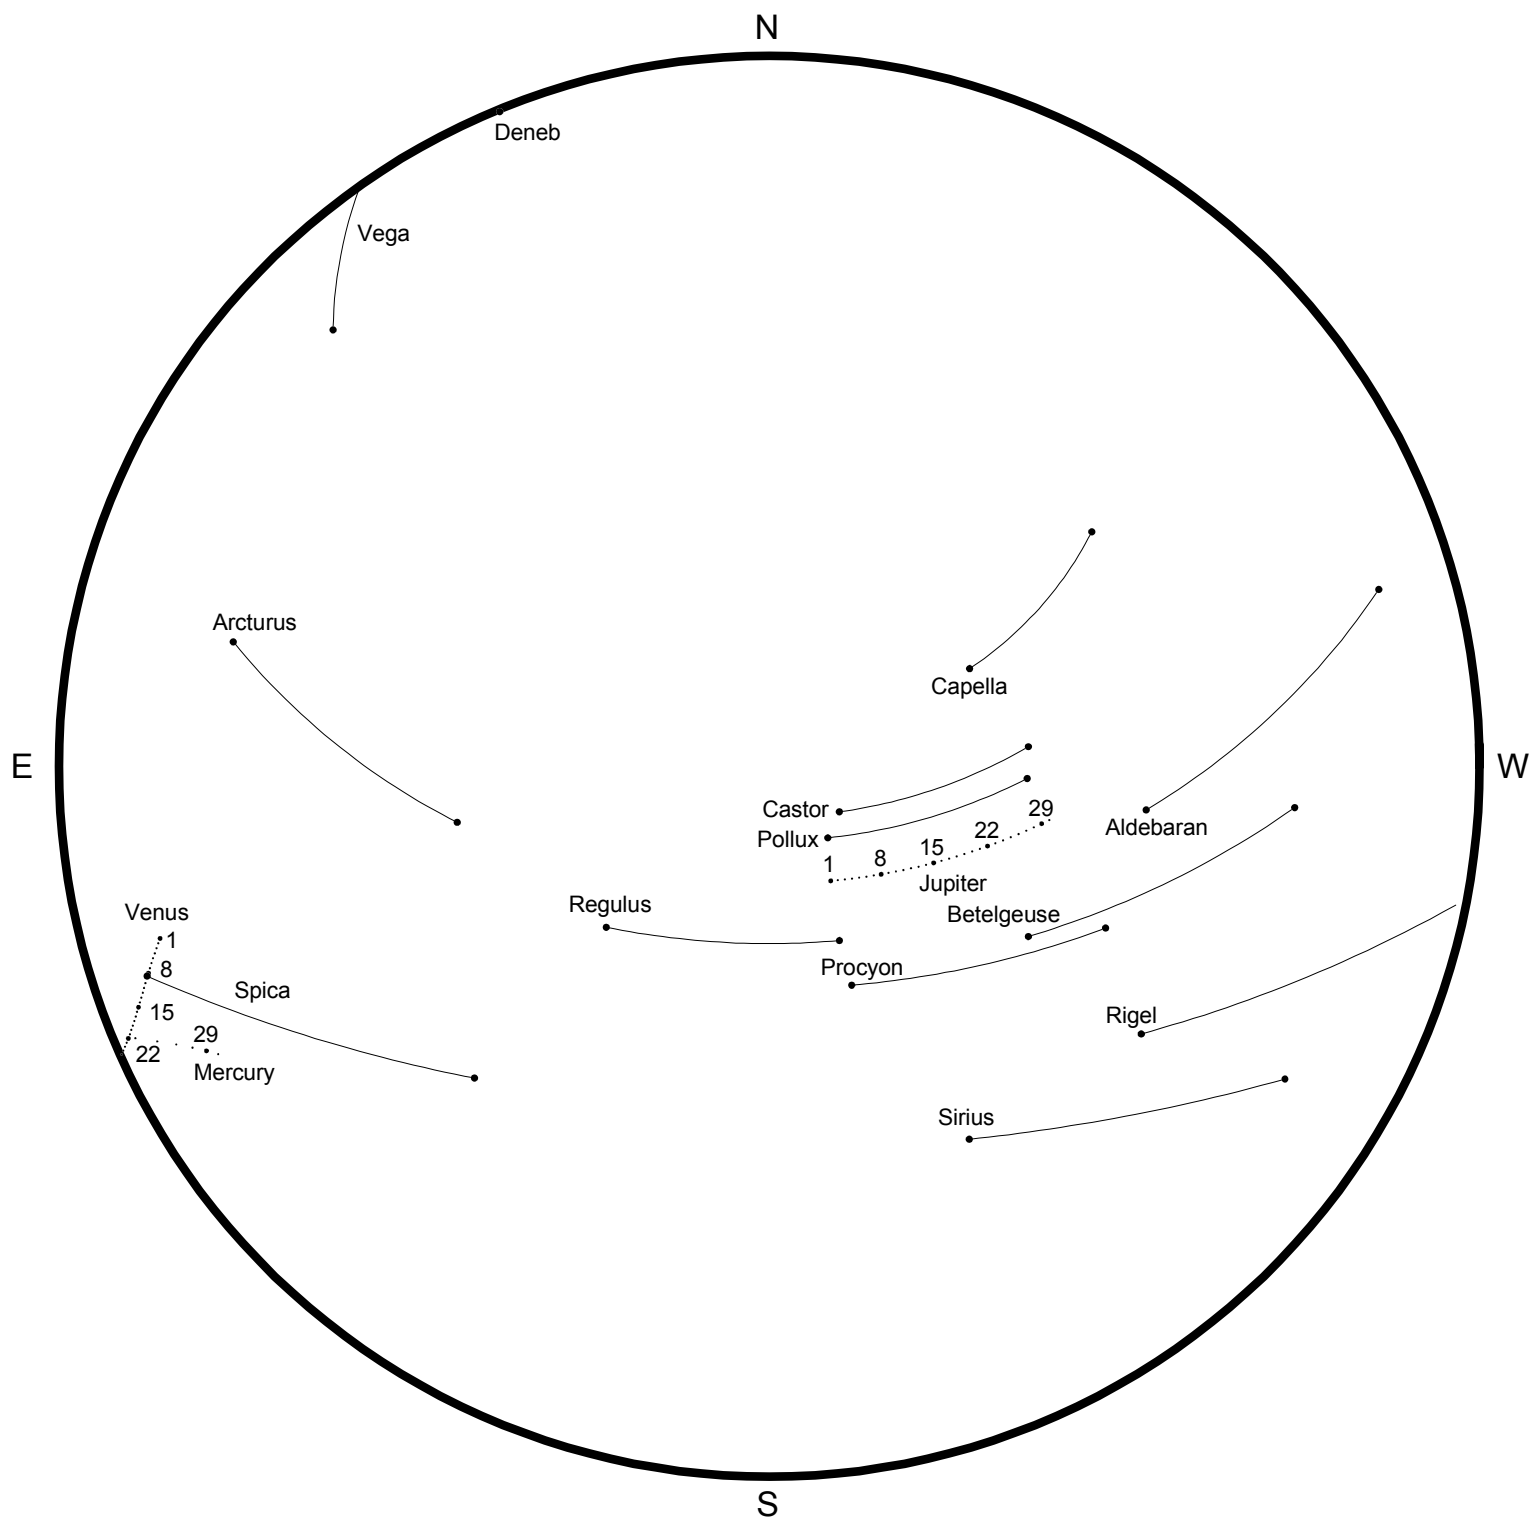 N
Deneb
Vega
Arcturus
Capella
E
W
Castor
29
Pollux
22
Aldebaran
15
8
1
Jupiter
Regulus
Betelgeuse
Venus
1
8
Procyon
Spica
15
Rigel
29
22
Mercury
Sirius
S